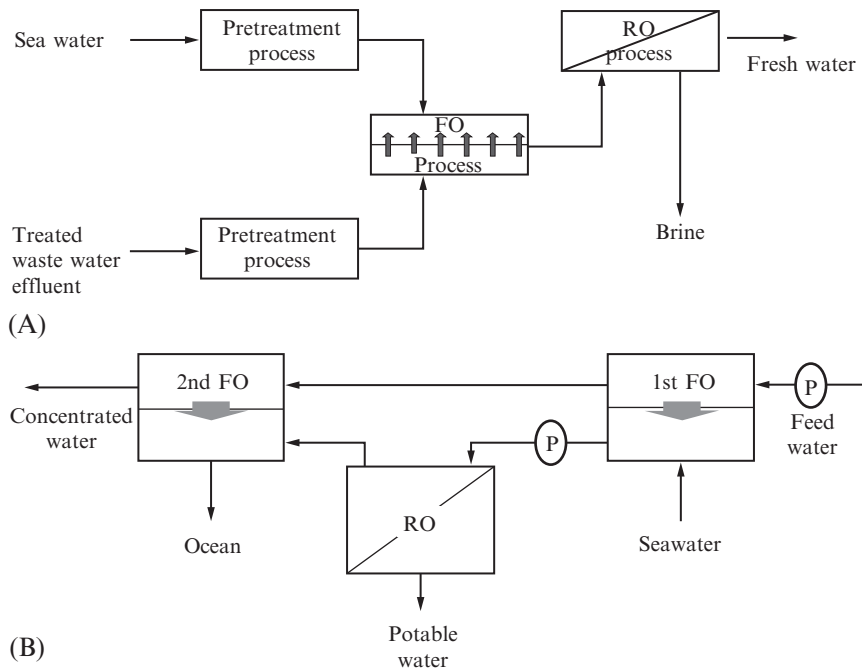 Sea water
Pretreatment
process
RO
process
Fresh water
FO
Process
Treated
waste water
effluent
Pretreatment
process
Brine
(A)
2nd FO
1st FO
P
Concentrated
water
Feed
water
P
RO
Ocean
Seawater
Potable
water
(B)